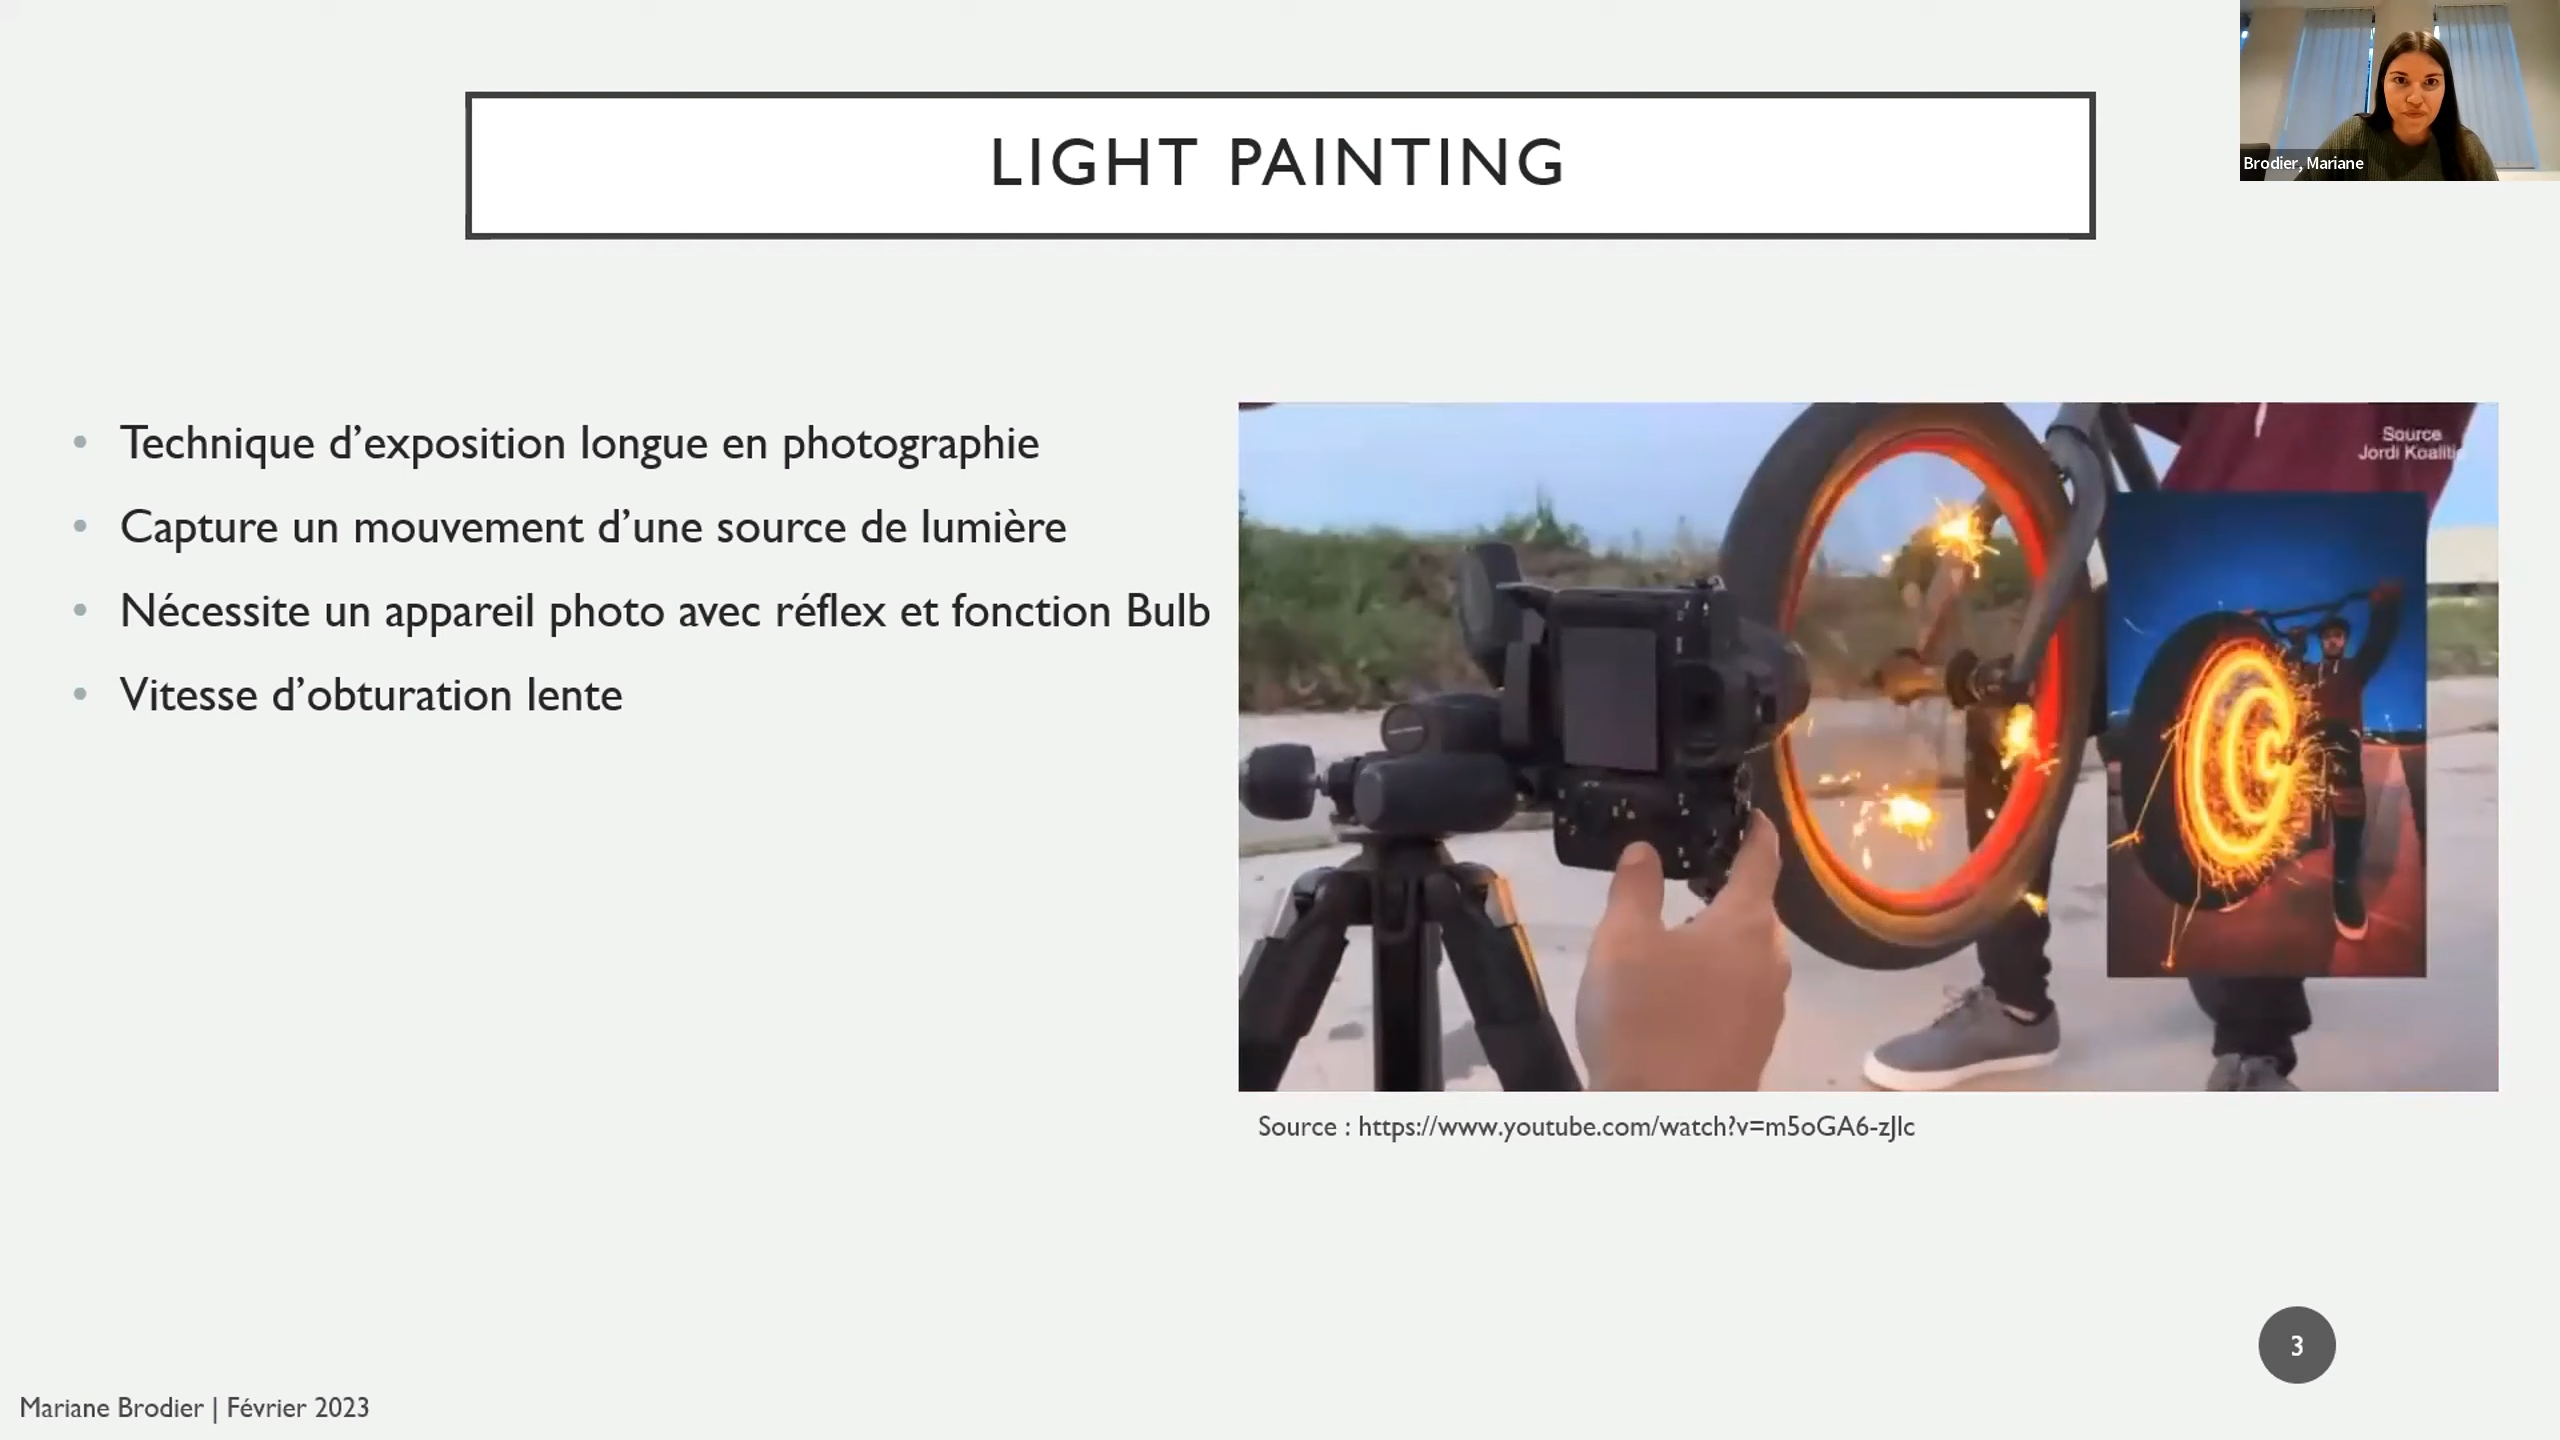 LIGHT PAINTING
Brodier, Mariane
Technique d’exposition longue en photographie
Capture un mouvement d’une source de lumière
Nécessite un appareil photo avec réflex et fonction Bulb
Vitesse d’obturation lente
Source
Jordi
Source : https://www.youtube.com/watch?v=m5oGA6-zJlc
3
Mariane Brodier | Février 2023